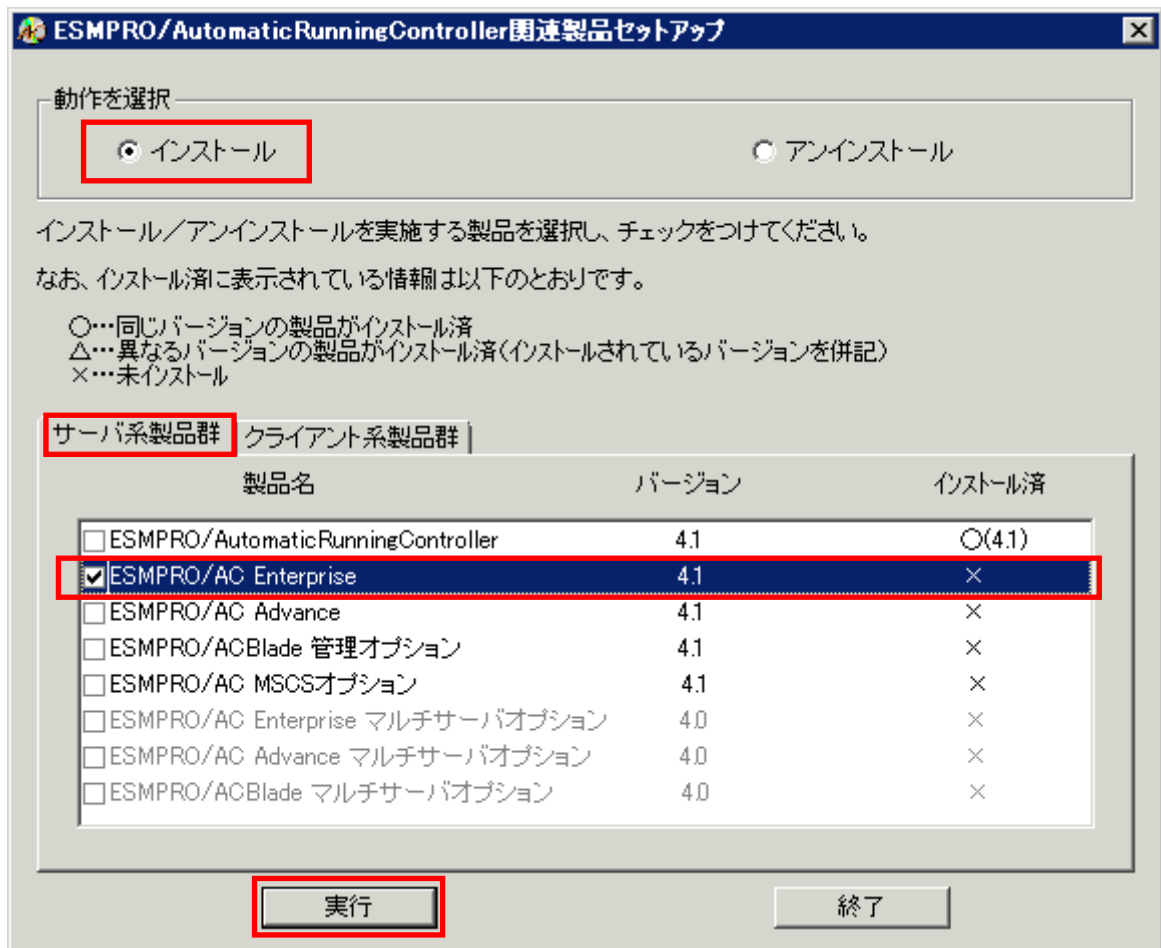 ESMPRO/AutomaticRunningController関連製品セットアップ
動作を選択
インストール
アンインストール
インストール／アンインストールを実施する製品を選択し、チェックをつけてください。
なお、インストール済に表示されている情報は以下のとおりです。
○…同じバージョンの製品がインストール済
△…異なるバージョンの製品がインストール済(インストールされているバージョンを併記)
×…未インストール
サーバ系製品群 クライアント系製品群
製品名 バージョン インストール済
ESMPRO/AutomaticRunningController 4.1 ○(4.1)
ESMPRO/AC Enterprise 4.1 ×
ESMPRO/AC Advance 4.1 ×
ESMPRO/ACBlade 管理オプション 4.1 ×
ESMPRO/AC MSCSオプション 4.1 ×
ESMPRO/AC Enterprise マルチサーバオプション 4.0 ×
ESMPRO/AC Advance マルチサーバオプション 4.0 ×
ESMPRO/ACBlade マルチサーバオプション 4.0 ×
実行 終了